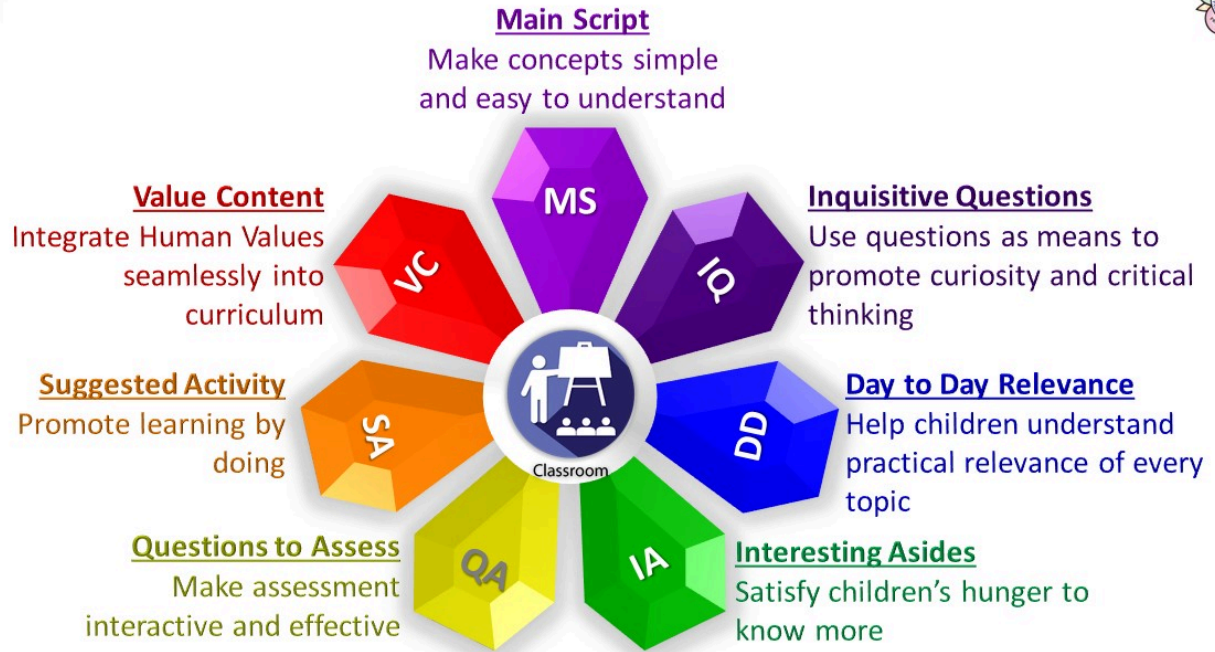 Main Script
Make concepts simple
and easy to understand
MS
Inquisitive Questions
Use questions as means to
promote curiosity and critical
thinking
IQ
Day to Day Relevance
Help children understand
practical relevance of every
topic
DD
Interesting Asides
Satisfy children’s hunger to
know more
IA
Questions to Assess
Make assessment
interactive and effective
QA
Suggested Activity
Promote learning by
doing
SA
Value Content
Integrate Human Values
seamlessly into
curriculum
VC
Classroom